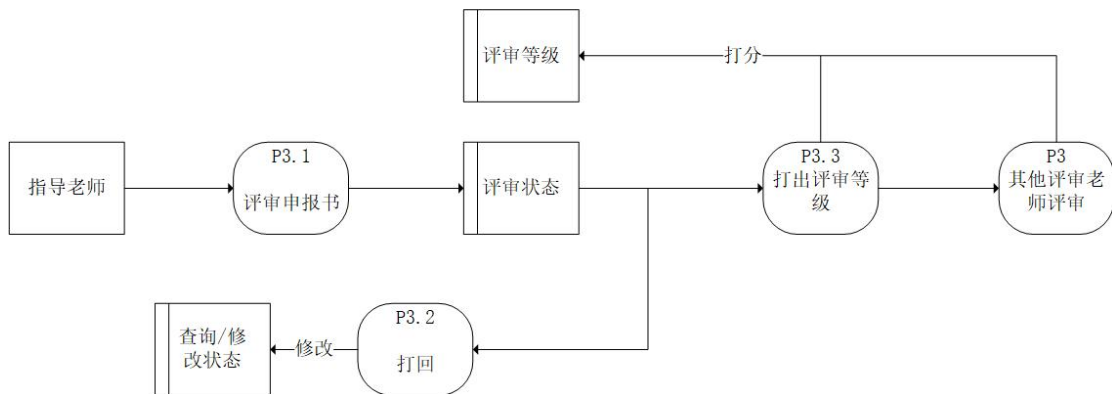 评审等级
打分
指导老师
P3.1
评审申报书
评审状态
P3.3
打出评审等
级
P3
其他评审老
师评审
查询/修
改状态
修改
P3.2
打回